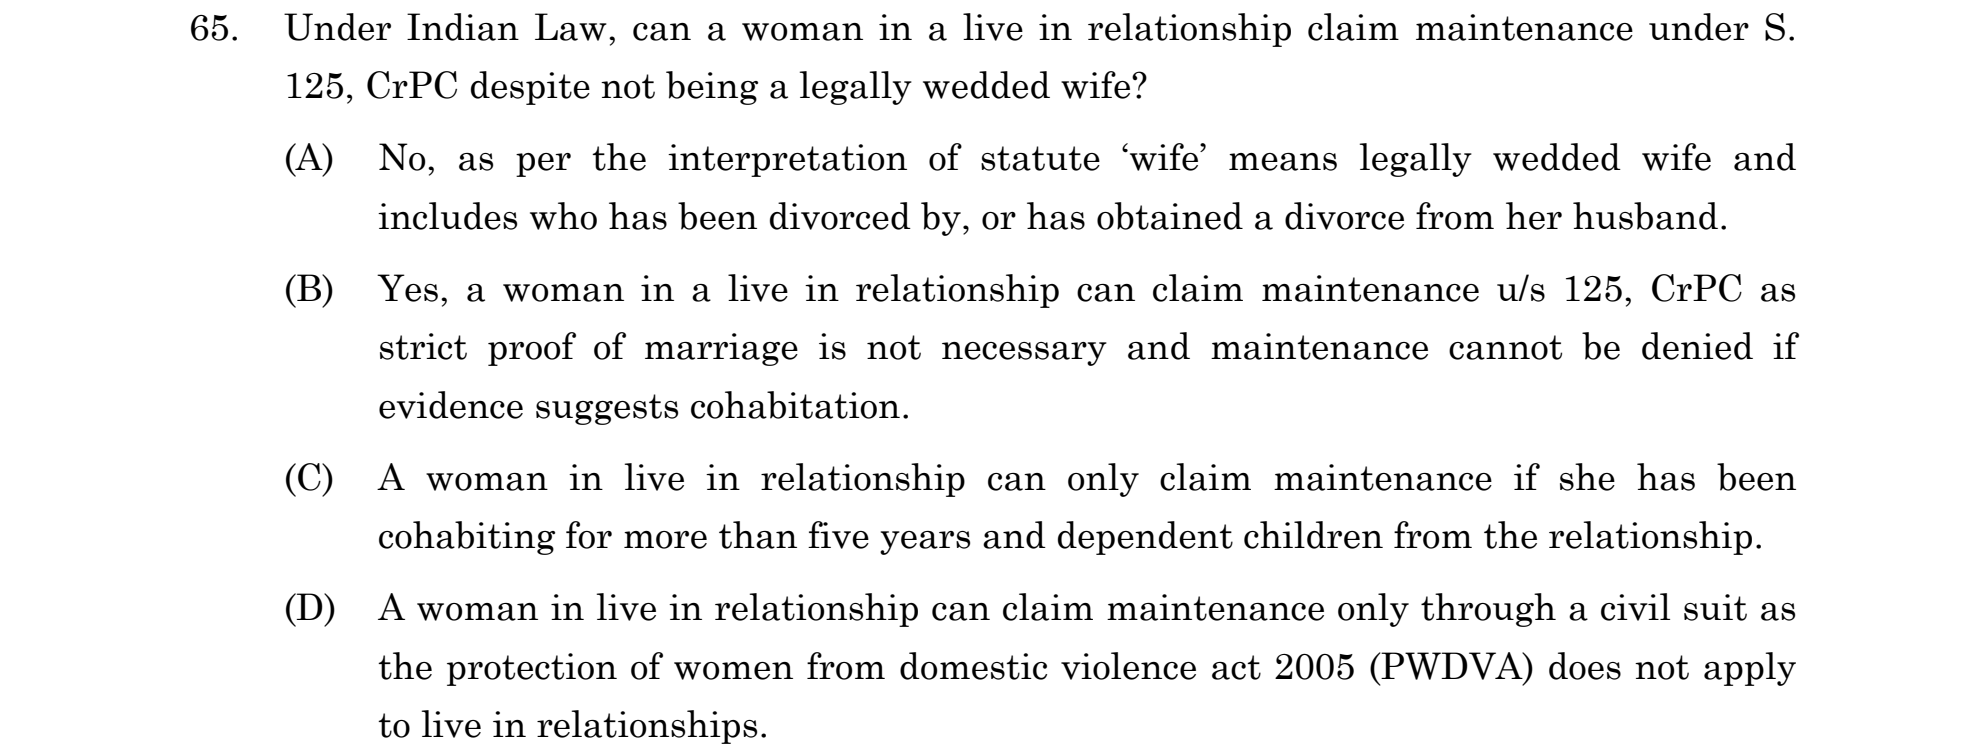 65. Under Indian Law, can a woman in a live in relationship claim maintenance under S.
125, CrPC despite not being a legally wedded wife?
(A) No, as per the interpretation of statute ‘wife’ means legally wedded wife and
includes who has been divorced by, or has obtained a divorce from her husband.
(B) Yes, a woman in a live in relationship can claim maintenance u/s 125, CrPC as
strict proof of marriage is not necessary and maintenance cannot be denied if
evidence suggests cohabitation.
(C) A woman in live in relationship can only claim maintenance if she has been
cohabiting for more than five years and dependent children from the relationship.
(D) A woman in live in relationship can claim maintenance only through a civil suit as
the protection of women from domestic violence act 2005 (PWDVA) does not apply
to live in relationships.